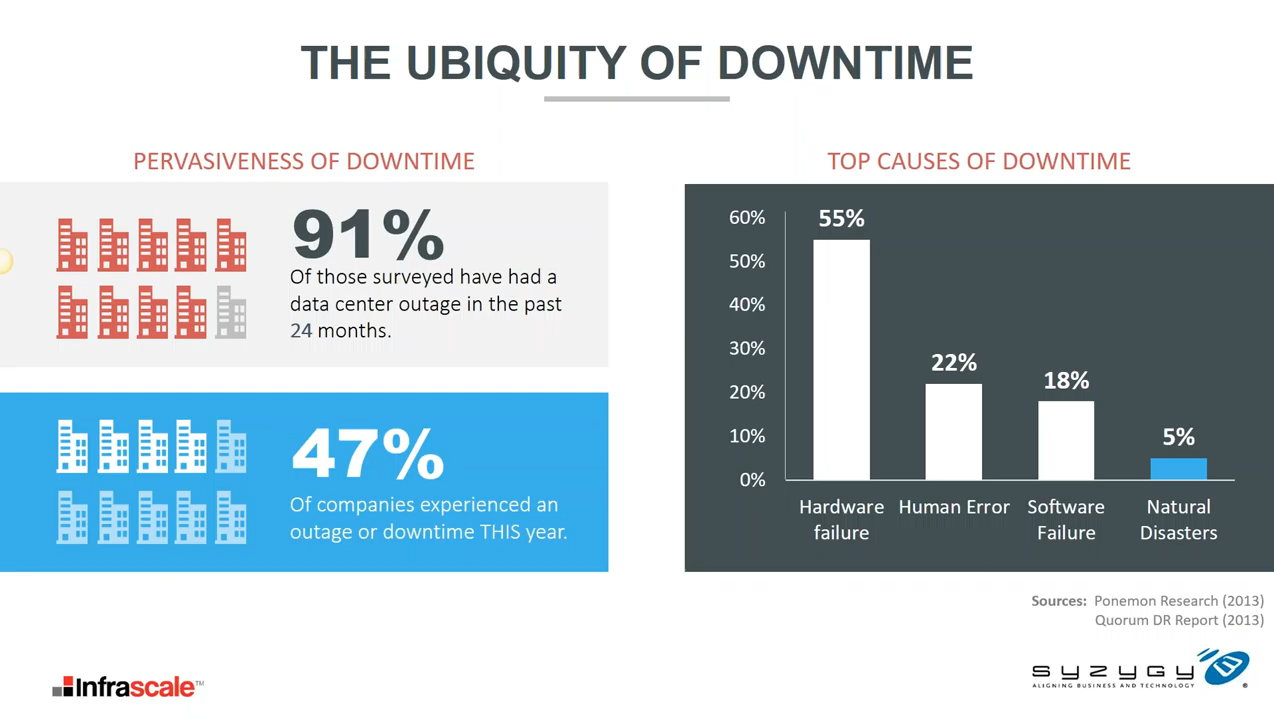 THE UBIQUITY OF DOWNTIME
PERVASIVENESS OF DOWNTIME
91%
Of those surveyed have had a
data center outage in the past
24 months.
47%
Of companies experienced an
outage or downtime THIS year.
TOP CAUSES OF DOWNTIME
60%
50%
40%
30%
20%
10%
0%
55%
22%
18%
5%
Hardware
failure
Human Error
Software
Failure
Natural
Disasters
Sources: Ponemon Research (2013)
Quorum DR Report (2013)
Infrascale™
SYZYGY ®
ALIGNING BUSINESS AND TECHNOLOGY